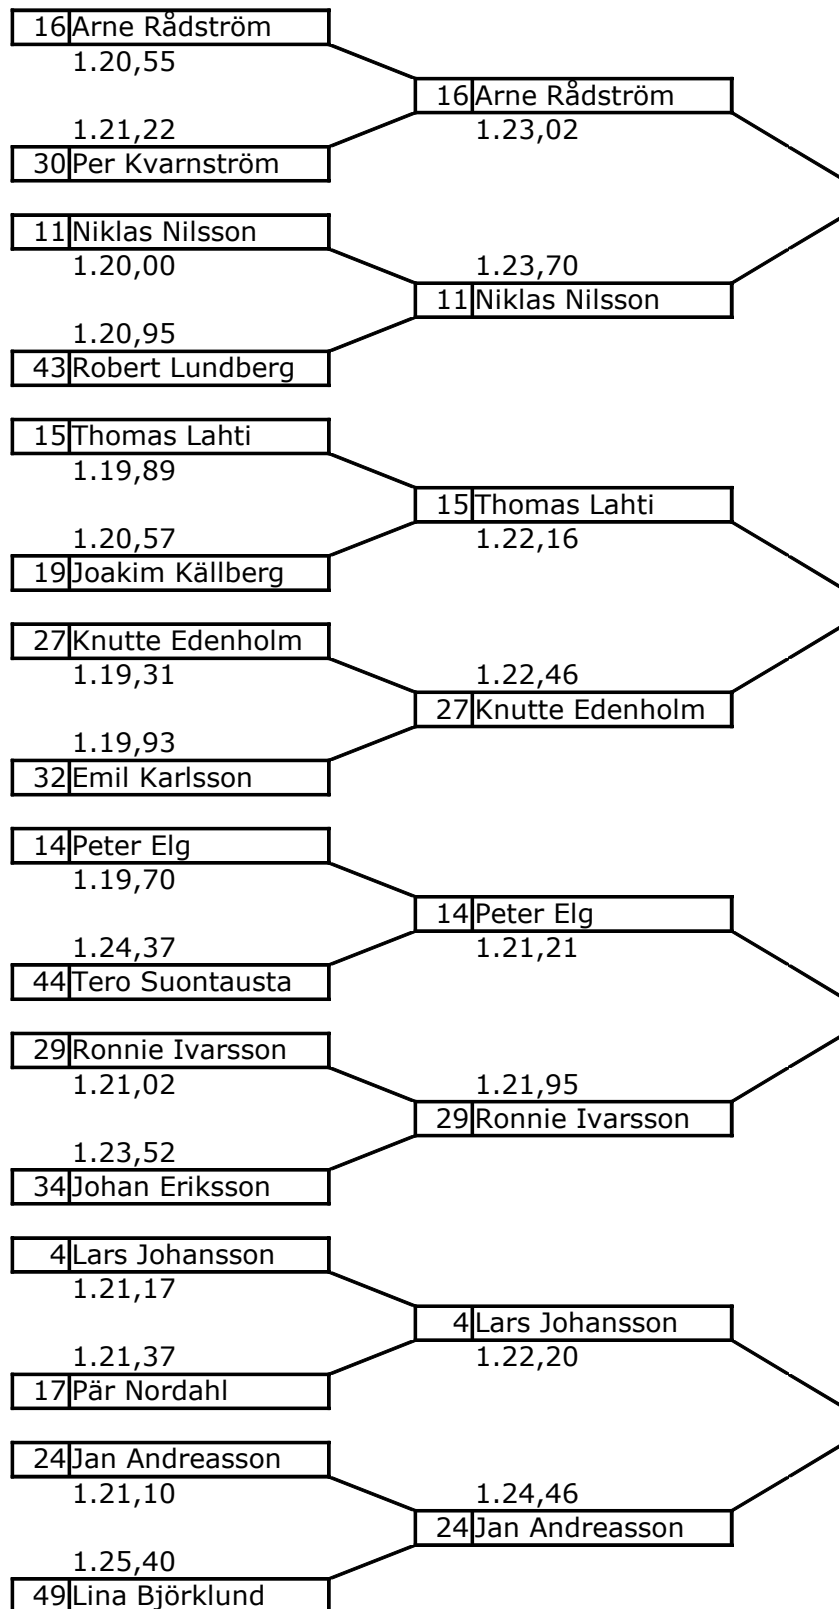 16 Arne Rådström
1.20,55
16 Arne Rådström
1.21,22
1.23,02
30 Per Kvarnström
11 Niklas Nilsson
1.20,00
1.23,70
11 Niklas Nilsson
1.20,95
43 Robert Lundberg
15 Thomas Lahti
1.19,89
15 Thomas Lahti
1.20,57
1.22,16
19 Joakim Källberg
27 Knutte Edenholm
1.19,31
1.22,46
27 Knutte Edenholm
1.19,93
32 Emil Karlsson
14 Peter Elg
1.19,70
14 Peter Elg
1.24,37
1.21,21
44 Tero Suontausta
29 Ronnie Ivarsson
1.21,02
1.21,95
29 Ronnie Ivarsson
1.23,52
34 Johan Eriksson
4 Lars Johansson
1.21,17
4 Lars Johansson
1.21,37
1.22,20
17 Pär Nordahl
24 Jan Andreasson
1.21,10
1.24,46
24 Jan Andreasson
1.25,40
49 Lina Björklund